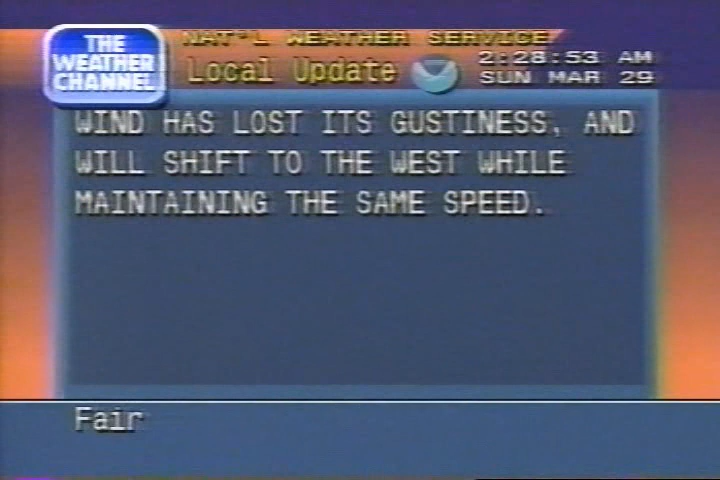 THE
WEATHER
CHANNEL
NAT'L WEATHER SERVICE
Local Update
2:28:53 AM
SUN MAR 29
WIND HAS LOST ITS GUSTINESS, AND
WILL SHIFT TO THE WEST WHILE
MAINTAINING THE SAME SPEED.
Fair